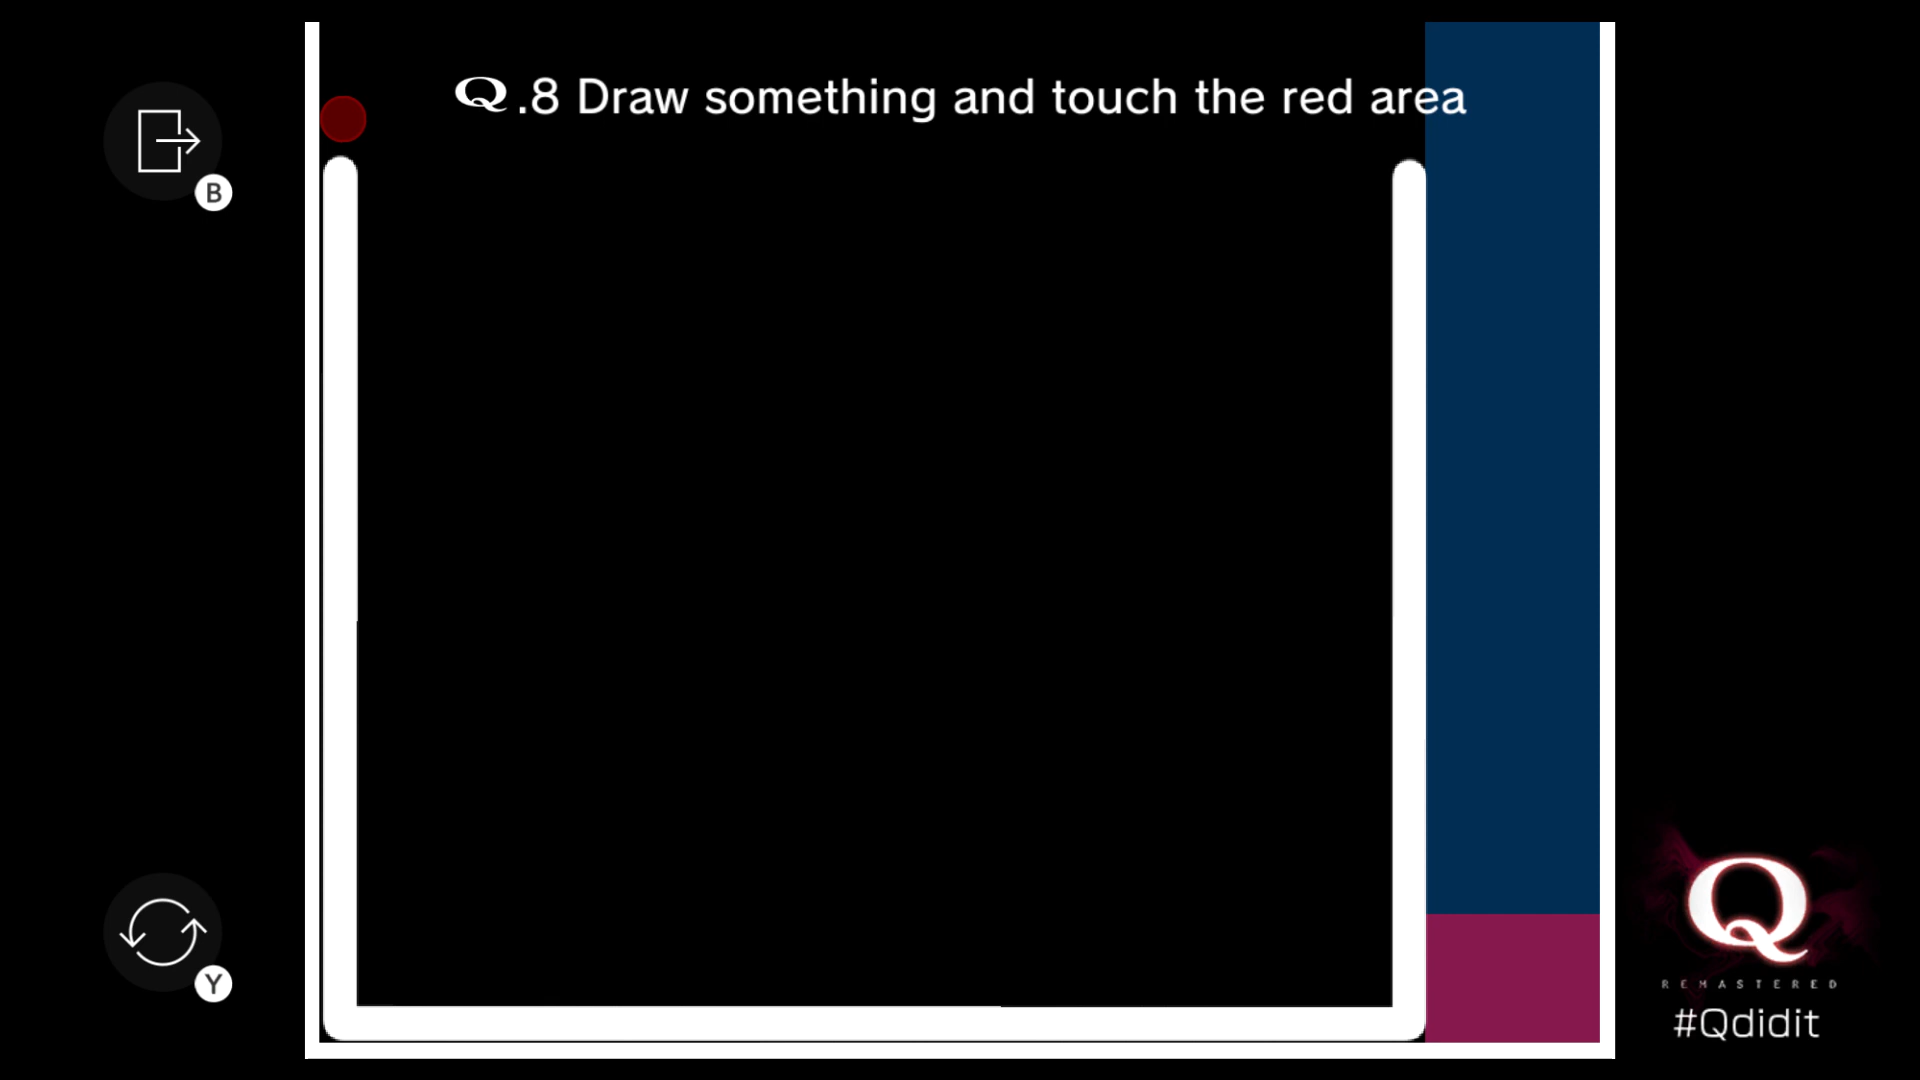 Q.8 Draw something and touch the red area
B
Y
Q
REMASTERED
#Qdidit